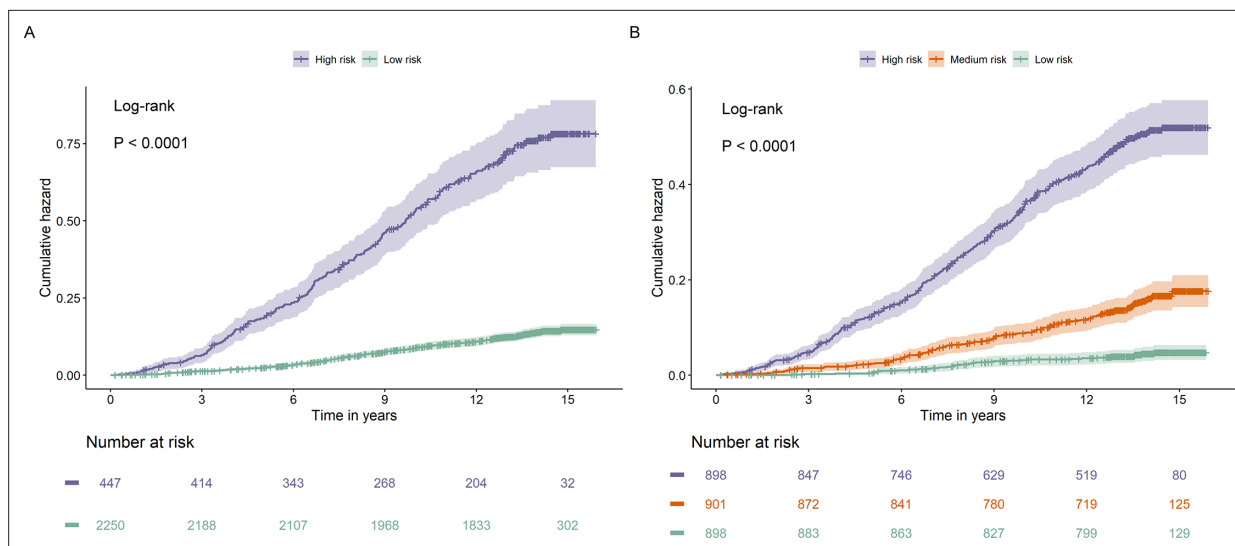 A
High risk Low risk
Log-rank
P < 0.0001
Cumulative hazard
0.75
0.50
0.25
0.00
0 3 6 9 12 15
Time in years
Number at risk
447 414 343 268 204 32
2250 2188 2107 1968 1833 302
B
High risk Medium risk Low risk
Log-rank
P < 0.0001
Cumulative hazard
0.6
0.4
0.2
0.0
0 3 6 9 12 15
Time in years
Number at risk
898 847 746 629 519 80
901 872 841 780 719 125
898 883 863 827 799 129